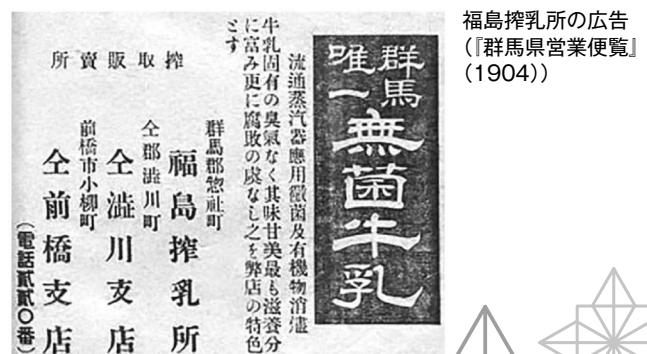 群馬
唯一
無菌牛乳
流通蒸汽器應用黴菌及有機物消盡
牛乳固有の臭氣なく其味甘美最も滋養分
に富み更に腐敗の虞なし之を弊店の特色
とす
搾取販賣所
群馬郡惣社町
福島搾乳所
仝郡澁川町
仝澁川支店
前橋市小柳町
仝前橋支店
(電話貳貳〇番)
福島搾乳所の広告
(『群馬県営業便覧』
(1904))